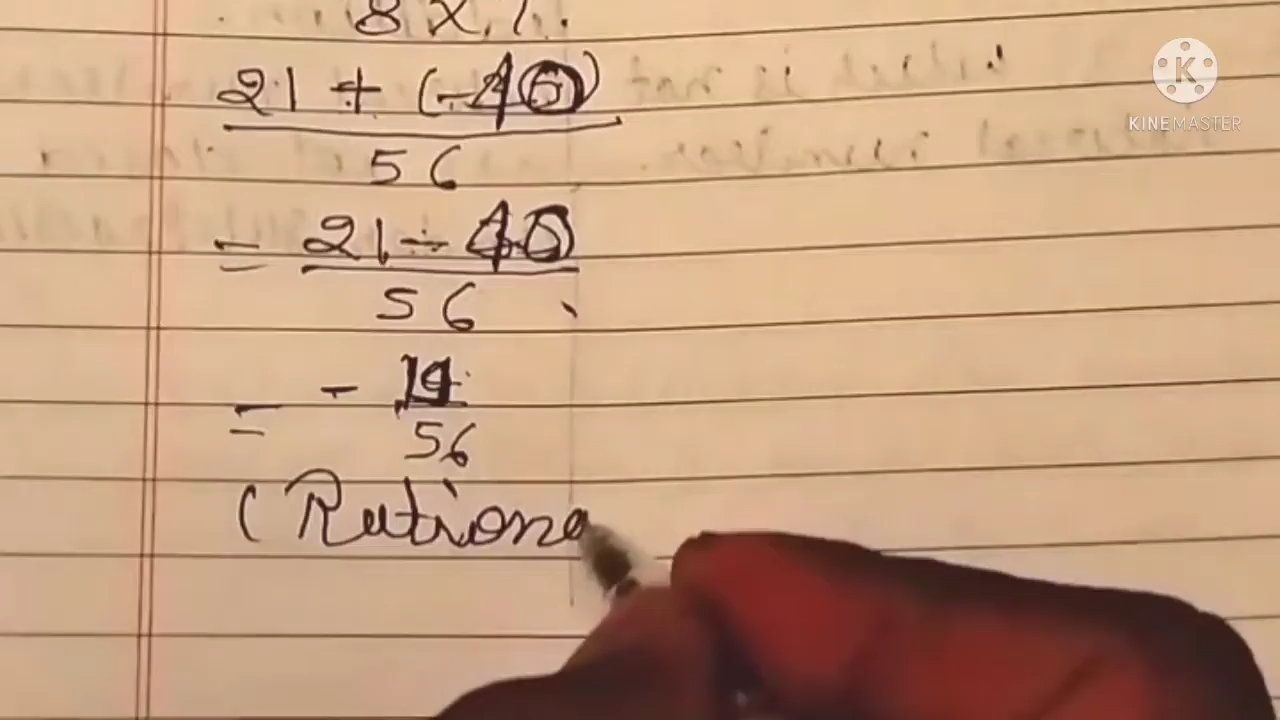 8 x 7
21 + (-40)
56
= 21 - 40
56
= - 19
56
(Rationa
KINEMASTER